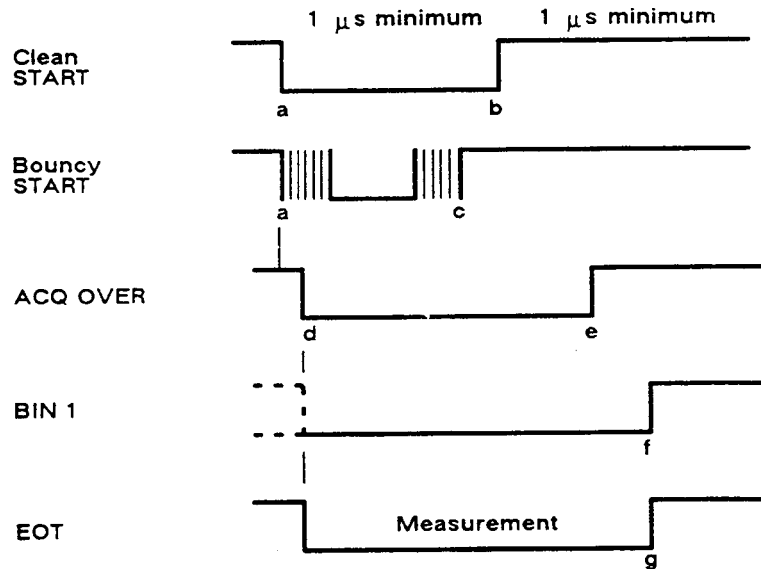 1 μs minimum 1 μs minimum
Clean
START
a b
Bouncy
START
a c
ACQ OVER
d e
BIN 1
f
EOT
Measurement
g